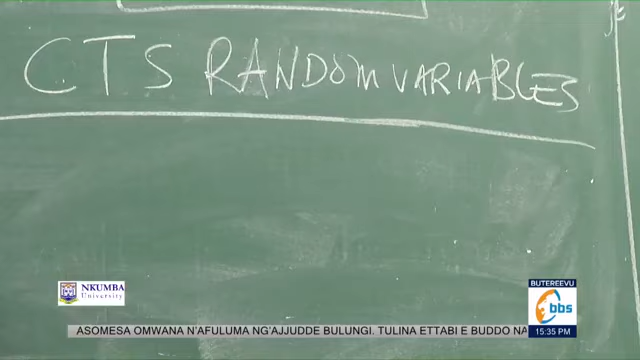 CTS RANDOM VARIABLES
NKUMBA
University
BUTEREEVU
bbs
15:35 PM
ASOMESA OMWANA N'AFULUMA NG'AJJUDDE BULUNGI. TULINA ETTABI E BUDDO NA